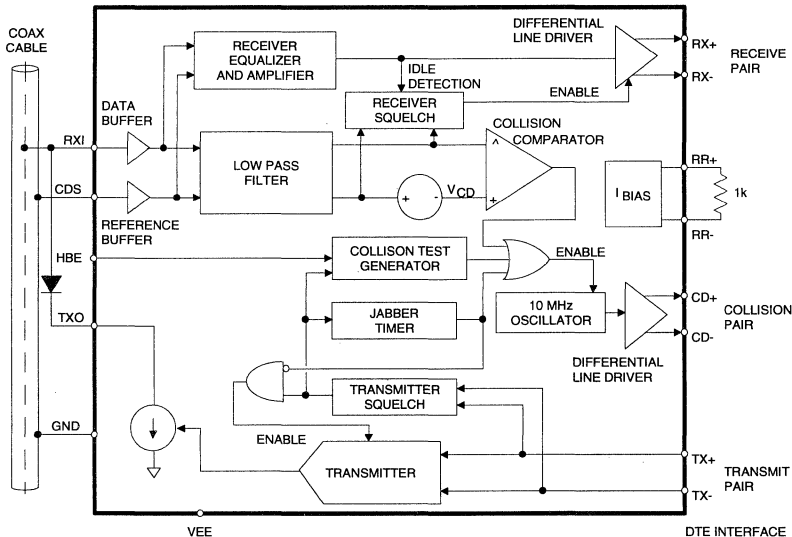 COAX
CABLE
DIFFERENTIAL
LINE DRIVER
RECEIVER
EQUALIZER
AND AMPLIFIER
RX+
RX-
RECEIVE
PAIR
IDLE
DETECTION
ENABLE
DATA
BUFFER
RECEIVER
SQUELCH
COLLISION
COMPARATOR
RXI
LOW PASS
FILTER
+
-
VCD
^
+
CDS
REFERENCE
BUFFER
RR+
I BIAS
1k
RR-
HBE
COLLISON TEST
GENERATOR
ENABLE
10 MHz
OSCILLATOR
CD+
CD-
COLLISION
PAIR
JABBER
TIMER
DIFFERENTIAL
LINE DRIVER
TXO
TRANSMITTER
SQUELCH
GND
ENABLE
TRANSMITTER
TX+
TX-
TRANSMIT
PAIR
VEE
DTE INTERFACE